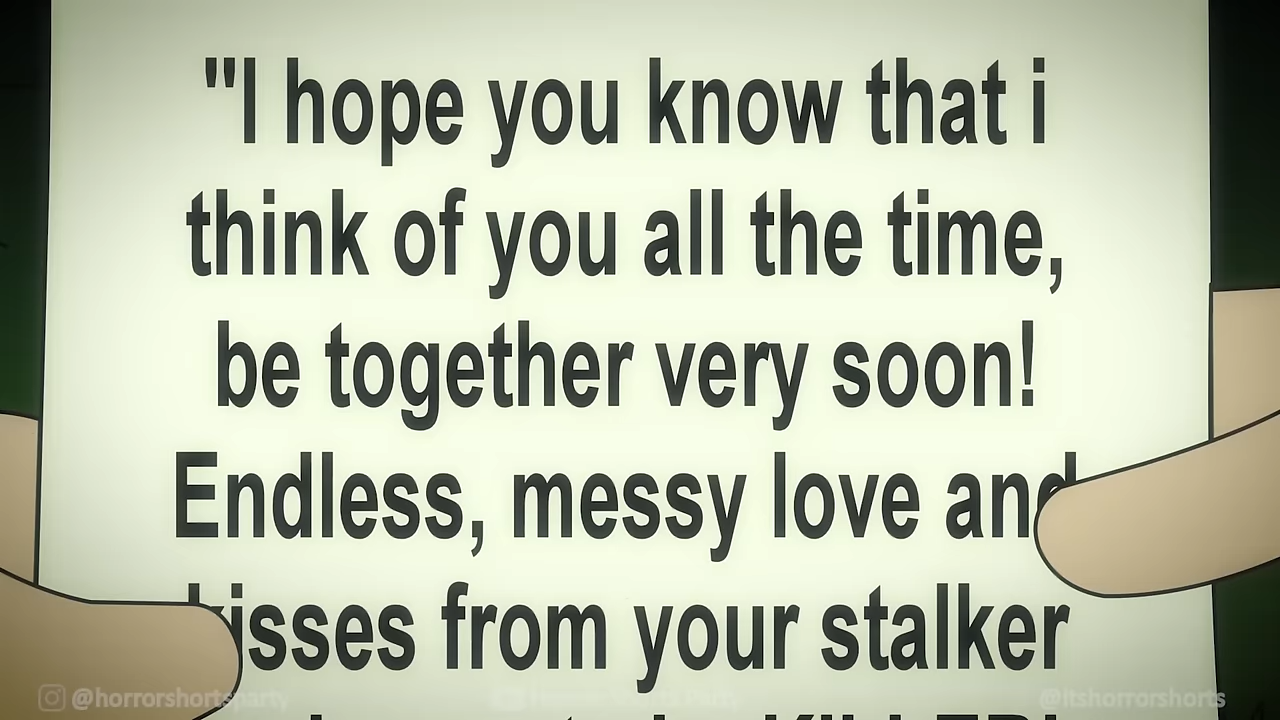 "I hope you know that i
think of you all the time,
be together very soon!
Endless, messy love and
kisses from your stalker
@horrorshortsparty
@itshorrorshorts